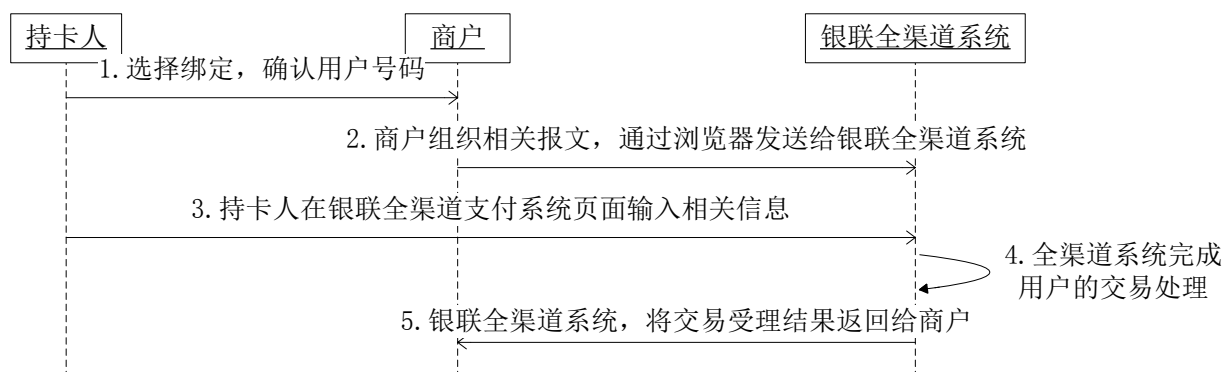 持卡人
商户
银联全渠道系统
1.选择绑定，确认用户号码
2.商户组织相关报文，通过浏览器发送给银联全渠道系统
3.持卡人在银联全渠道支付系统页面输入相关信息
4.全渠道系统完成
用户的交易处理
5.银联全渠道系统，将交易受理结果返回给商户